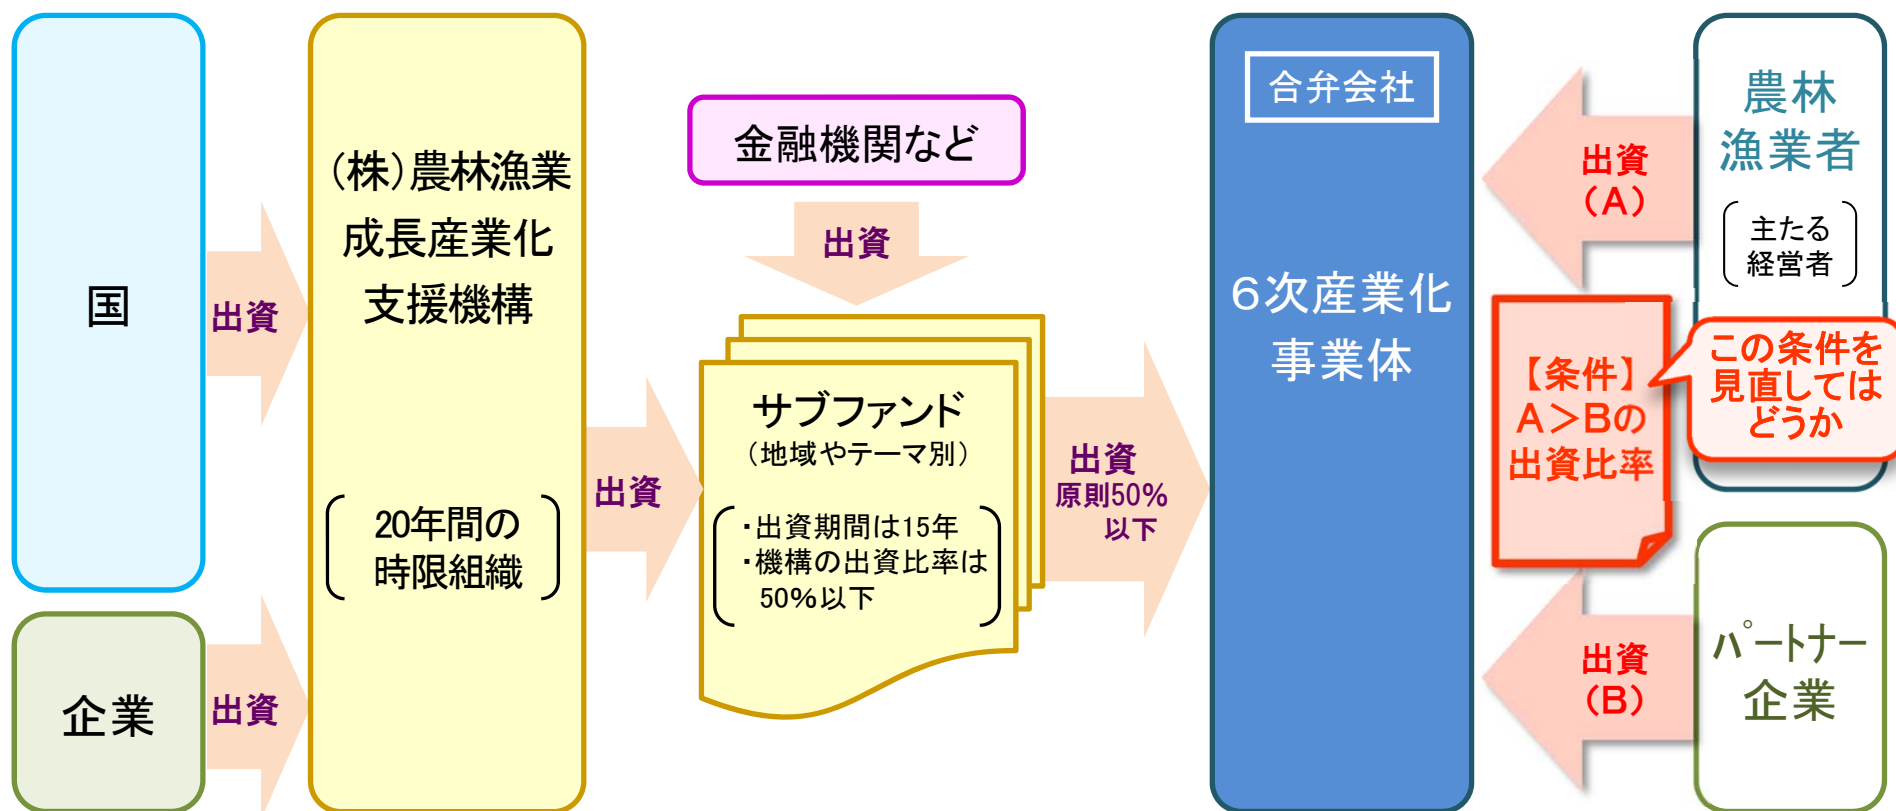 国
企業
出資
出資
(株)農林漁業
成長産業化
支援機構
20年間の
時限組織
出資
金融機関など
出資
サブファンド
(地域やテーマ別)
・出資期間は15年
・機構の出資比率は
50%以下
出資
原則50%
以下
合弁会社
6次産業化
事業体
出資
(A)
農林
漁業者
主たる
経営者
【条件】
A>Bの
出資比率
この条件を
見直しては
どうか
出資
(B)
パートナー
企業